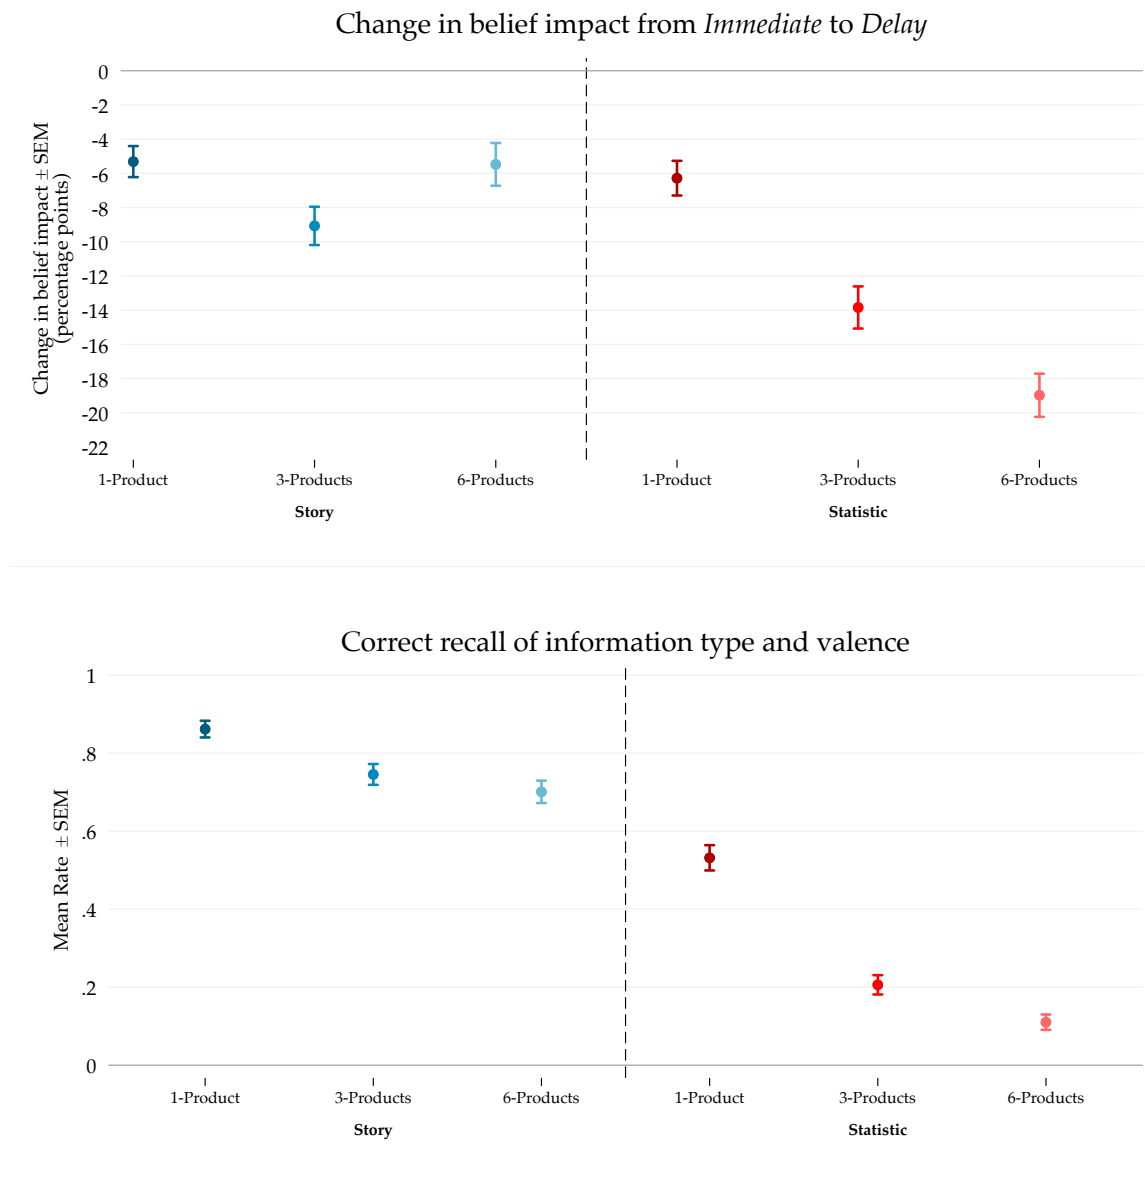 Change in belief impact from Immediate to Delay
Change in belief impact ± SEM
(percentage points)
0
-2
-4
-6
-8
-10
-12
-14
-16
-18
-20
-22
1-Product 3-Products 6-Products 1-Product 3-Products 6-Products
Story Statistic
Correct recall of information type and valence
Mean Rate ± SEM
1
.8
.6
.4
.2
0
1-Product 3-Products 6-Products 1-Product 3-Products 6-Products
Story Statistic